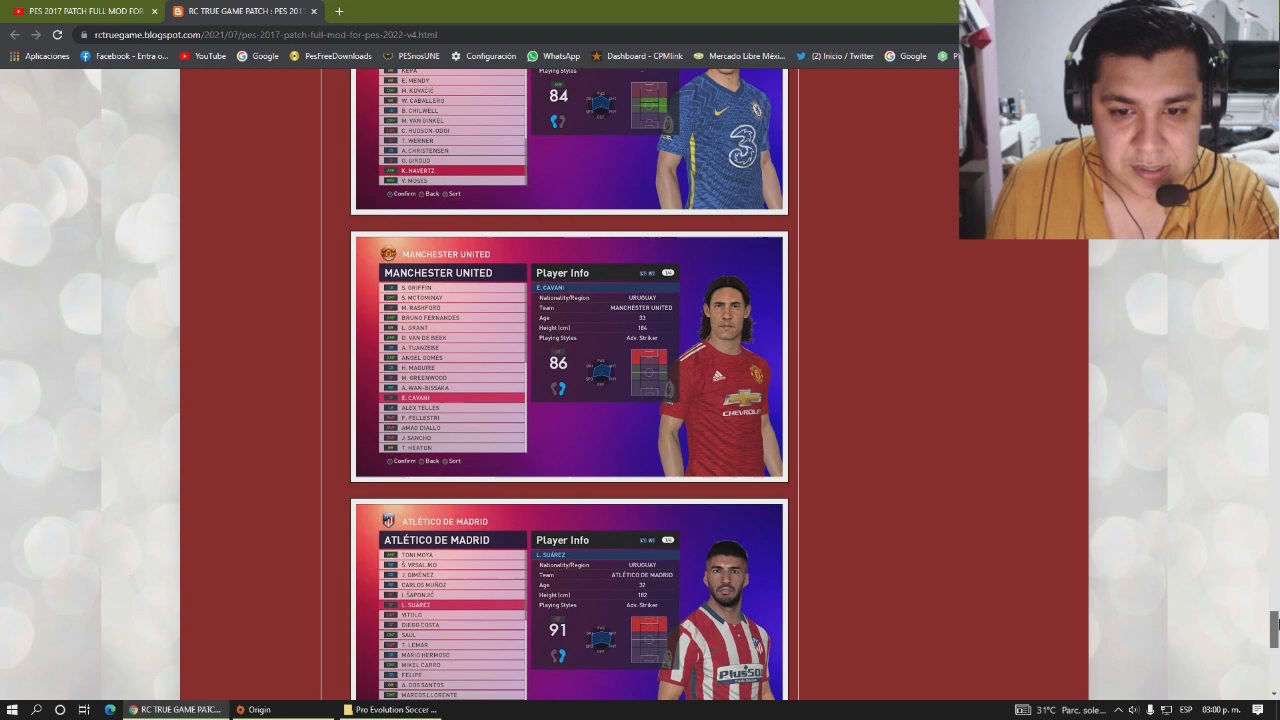 PES 2017 PATCH FULL MOD FOR
RC TRUE GAME PATCH : PES 2017
rctruegame.blogspot.com/2021/07/pes-2017-patch-full-mod-for-pes-2022-v4.html
Aplicaciones
Facebook - Entra o...
YouTube
PesUniverseRendes
Configuración
WhatsApp
Dashboard - CPMlink
Mercado Libre Méxi...
(2) Inicio / Twitter
Google
KEPA
E. MENDY
M. KOVAČIĆ
W. CABALLERO
B. CHILWELL
M. VAN GINKEL
C. HUDSON-ODOI
T. WERNER
A. CHRISTENSEN
O. GIROUD
K. HAVERTZ
V. MOSES
Confirm Back Sort
Playing Styles -
84
3
MANCHESTER UNITED
MANCHESTER UNITED
S. GRIFFIN
S. MCTOMINAY
M. RASHFORD
BRUNO FERNANDES
L. GRANT
D. VAN DE BEEK
A. TUANZEBE
ANGEL GOMES
H. MAGUIRE
M. GREENWOOD
A. WAN-BISSAKA
E. CAVANI
ALEX TELLES
F. PELLESTRI
AMAD DIALLO
J. SANCHO
T. HEATON
Confirm Back Sort
Player Info 1/4
E. CAVANI
Nationality/Region URUGUAY
Team MANCHESTER UNITED
Age 33
Height (cm) 184
Playing Styles Adv. Striker
86
CHEVROLET
ATLÉTICO DE MADRID
ATLÉTICO DE MADRID
TONI MOYA
Š. VRSALJKO
J. GIMÉNEZ
CARLOS MUÑOZ
I. ŠAPONJIĆ
L. SUÁREZ
VITOLO
DIEGO COSTA
SAÚL
T. LEMAR
MARIO HERMOSO
MIKEL CARRO
FELIPE
A. DOS SANTOS
MARCOS LLORENTE
Player Info 1/4
L. SUÁREZ
Nationality/Region URUGUAY
Team ATLÉTICO DE MADRID
Age 32
Height (cm) 182
Playing Styles Adv. Striker
91
Plus500
RC TRUE GAME PATC...
Origin
Pro Evolution Soccer ...
31°C Parc. sole...
ESP
03:00 p. m.